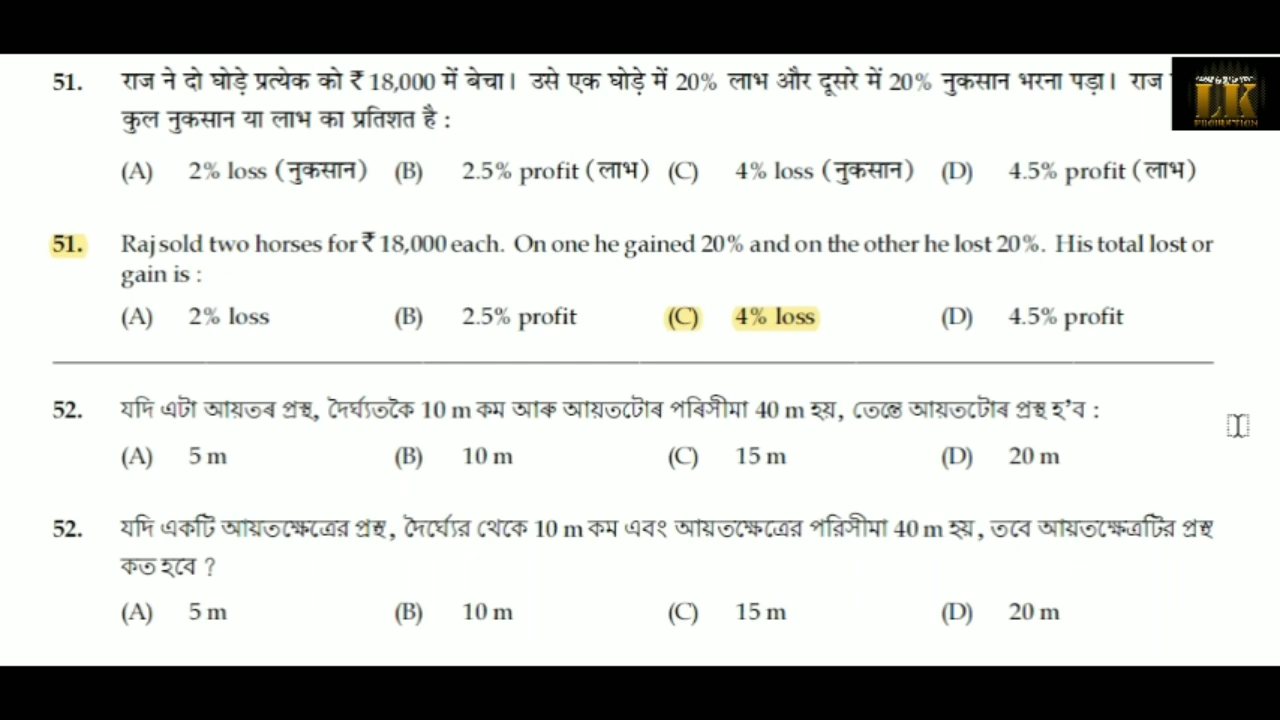 51. राज ने दो घोड़े प्रत्येक को ₹ 18,000 में बेचा। उसे एक घोड़े में 20% लाभ और दूसरे में 20% नुकसान भरना पड़ा। राज
कुल नुकसान या लाभ का प्रतिशत है :
(A) 2% loss (नुकसान) (B) 2.5% profit (लाभ) (C) 4% loss (नुकसान) (D) 4.5% profit (लाभ)
51. Raj sold two horses for ₹ 18,000 each. On one he gained 20% and on the other he lost 20%. His total lost or
gain is :
(A) 2% loss (B) 2.5% profit (C) 4% loss (D) 4.5% profit
52. যদি এটা আয়তৰ প্ৰস্থ, দৈৰ্ঘ্যতকৈ 10 m কম আৰু আয়তটোৰ পৰিসীমা 40 m হয়, তেন্তে আয়তটোৰ প্ৰস্থ হ’ব :
(A) 5 m (B) 10 m (C) 15 m (D) 20 m
52. যদি একটি আয়তক্ষেত্রের প্রস্থ, দৈর্ঘ্যের থেকে 10 m কম এবং আয়তক্ষেত্রের পরিসীমা 40 m হয়, তবে আয়তক্ষেত্রটির প্রস্থ
কত হবে ?
(A) 5 m (B) 10 m (C) 15 m (D) 20 m
LK
PRODUCTION